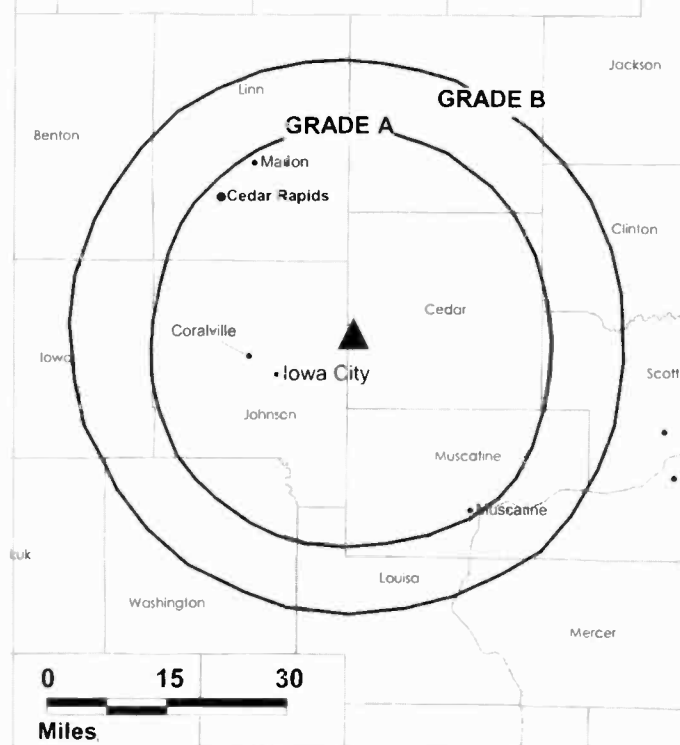 Jackson
Linn
GRADE B
GRADE A
Benton
Marion
Cedar Rapids
Clinton
Cedar
Coralville
Iowa
Iowa City
Scott
Johnson
Muscatine
Muscatine
Louisa
Washington
Mercer
0 15 30
Miles